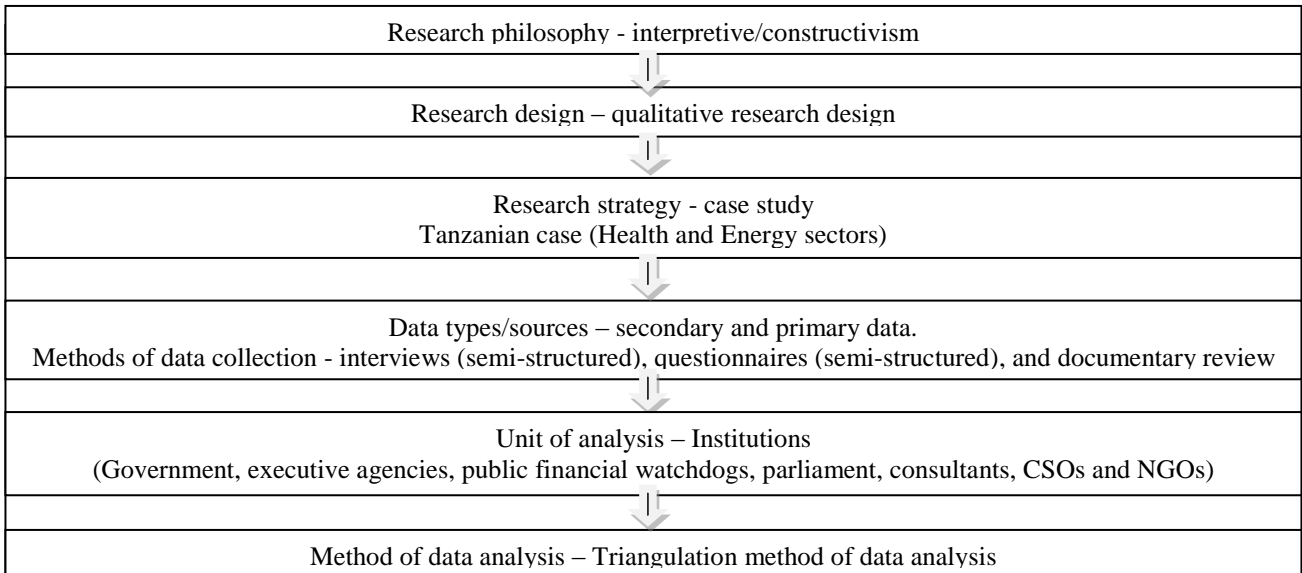 Research philosophy - interpretive/constructivism
Research design – qualitative research design
Research strategy - case study
Tanzanian case (Health and Energy sectors)
Data types/sources – secondary and primary data.
Methods of data collection - interviews (semi-structured), questionnaires (semi-structured), and documentary review
Unit of analysis – Institutions
(Government, executive agencies, public financial watchdogs, parliament, consultants, CSOs and NGOs)
Method of data analysis – Triangulation method of data analysis